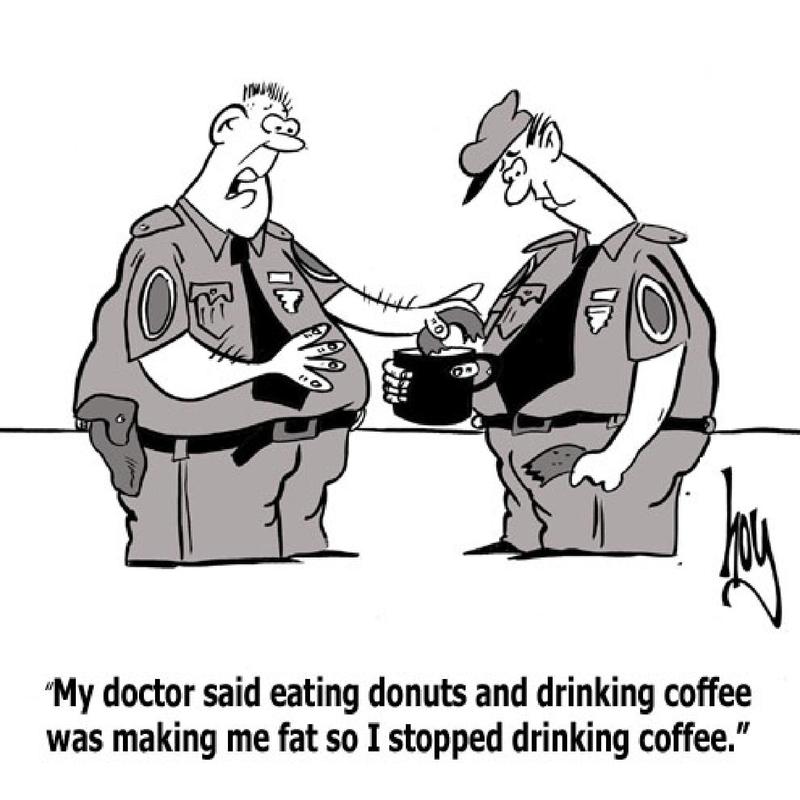 hoy
"My doctor said eating donuts and drinking coffee
was making me fat so I stopped drinking coffee."